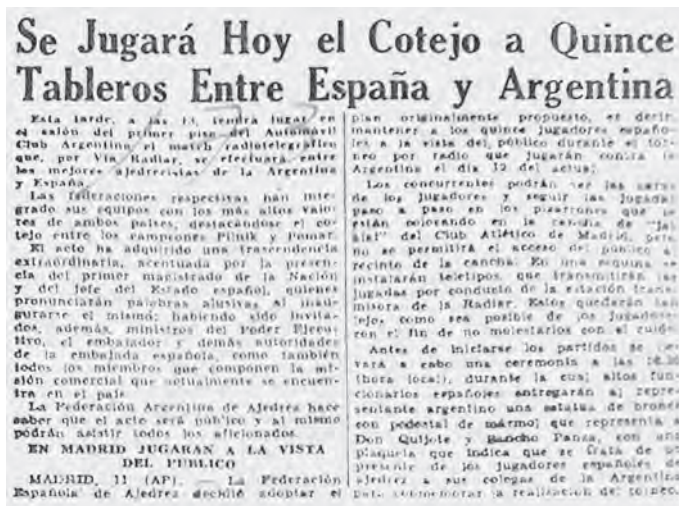 Se Jugará Hoy el Cotejo a Quince
Tableros Entre España y Argentina
Esta tarde, a las 13, tendrá lugar en
el salón del primer piso del Automóvil
Club Argentino el match radiotelegráfico
que, por Vía Radiar, se efectuará entre
los mejores ajedrecistas de la Argentina
y España.
Las federaciones respectivas han inte-
grado sus equipos con los más altos valo-
res de ambos países, destacándose el co-
tejo entre los campeones Pilnik y Pomar.
El acto ha adquirido una trascendencia
extraordinaria, acentuada por la presen-
cia del primer magistrado de la Nación
y del jefe del Estado español, quienes
pronunciarán palabras alusivas al inau-
gurarse el mismo; habiendo sido invita-
dos, además, ministros del Poder Ejecu-
tivo, el embajador y demás autoridades
de la embajada española, como también
todos los miembros que componen la mi-
sión comercial que actualmente se encuen-
tra en el país.
La Federación Argentina de Ajedrez hace
saber que el acto será público y al mismo
podrán asistir todos los aficionados.
EN MADRID JUGARAN A LA VISTA
DEL PUBLICO
MADRID, 11 (AP). — La Federación
Española de Ajedrez decidió adoptar el
plan originalmente propuesto, es decir,
mantener a los quince jugadores españo-
les a la vista del público durante el tor-
neo por radio que jugarán contra la
Argentina el día 12 del actual.
Los concurrentes podrán ver las caras
de los jugadores y seguir las jugadas
paso a paso en los pizarrones que se
están colocando en la cancha de "jai
alai" del Club Atlético de Madrid, pero
no se permitirá el acceso del público al
recinto de la cancha. En una esquina se
instalarán teletipos que transmitirán las
jugadas por conducto de la estación trans-
misora de la Radiar. Estos quedarán tan
lejos como sea posible de los jugadores
con el fin de no molestarlos con el ruido.
Antes de iniciarse los partidos se lle-
vará a cabo una ceremonia a las
(hora local), durante la cual altos fun-
cionarios españoles entregarán al repre-
sentante argentino una estatua de bronce
con pedestal de mármol que representa a
Don Quijote y Sancho Panza, con una
plaqueta que indica que se trata de un
presente de los jugadores españoles de
ajedrez a sus colegas de la Argentina
para conmemorar la realización del torneo.